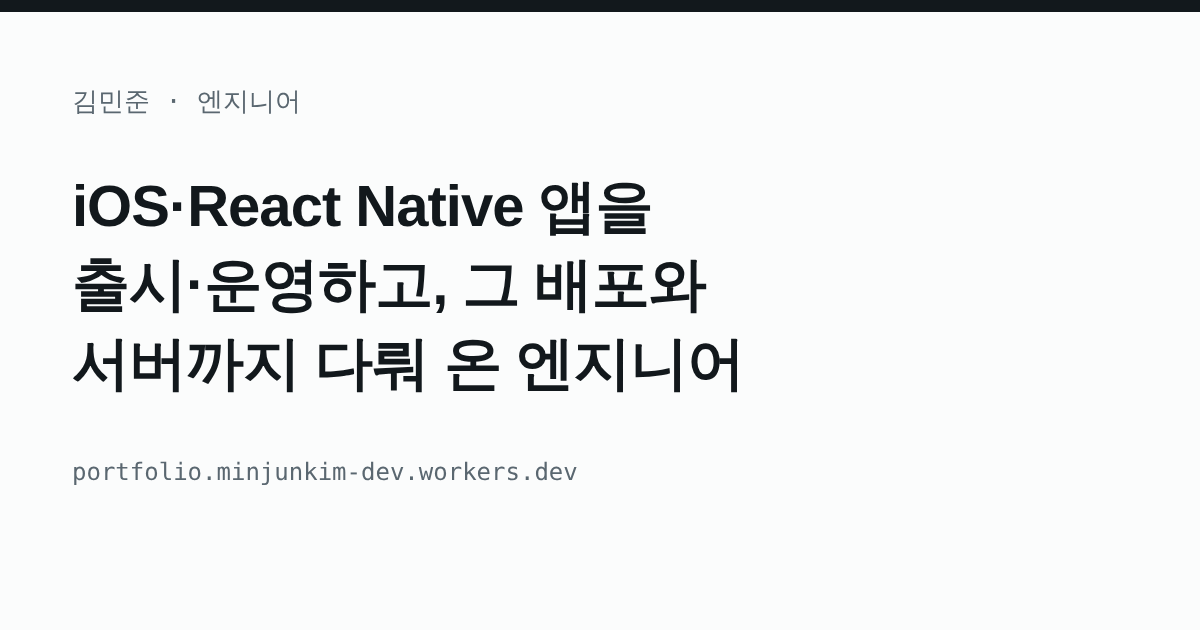 김민준 · 엔지니어
iOS·React Native 앱을
출시·운영하고, 그 배포와
서버까지 다뤄 온 엔지니어
portfolio.minjunkim-dev.workers.dev